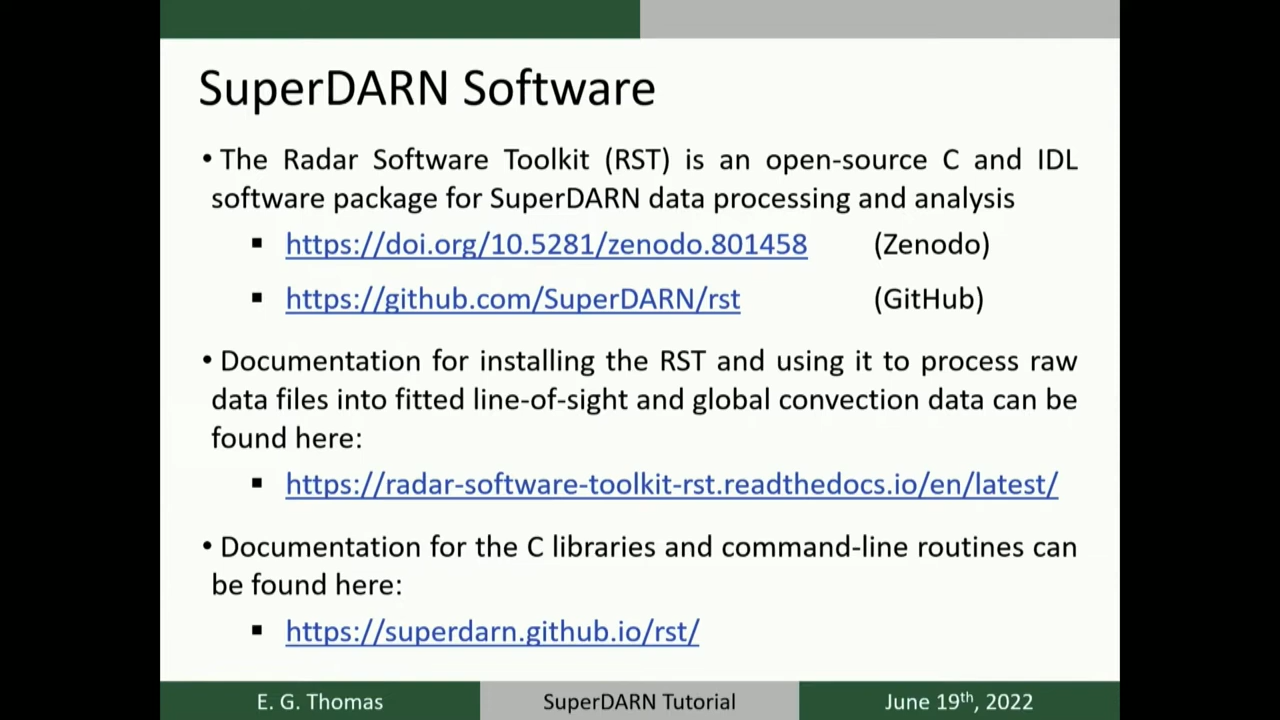 SuperDARN Software
• The Radar Software Toolkit (RST) is an open-source C and IDL
software package for SuperDARN data processing and analysis
▪ https://doi.org/10.5281/zenodo.801458 (Zenodo)
▪ https://github.com/SuperDARN/rst (GitHub)
• Documentation for installing the RST and using it to process raw
data files into fitted line-of-sight and global convection data can be
found here:
▪ https://radar-software-toolkit-rst.readthedocs.io/en/latest/
• Documentation for the C libraries and command-line routines can
be found here:
▪ https://superdarn.github.io/rst/
E. G. Thomas SuperDARN Tutorial June 19th, 2022